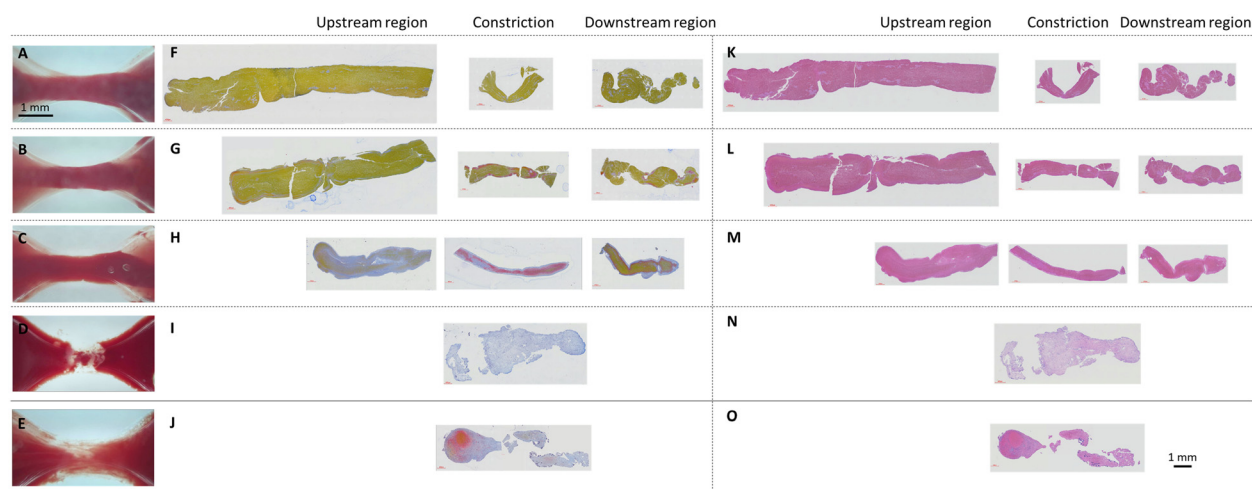 Upstream region Constriction Downstream region Upstream region Constriction Downstream region
A F K
1 mm
B G L
C H M
D I N
E J O
1 mm